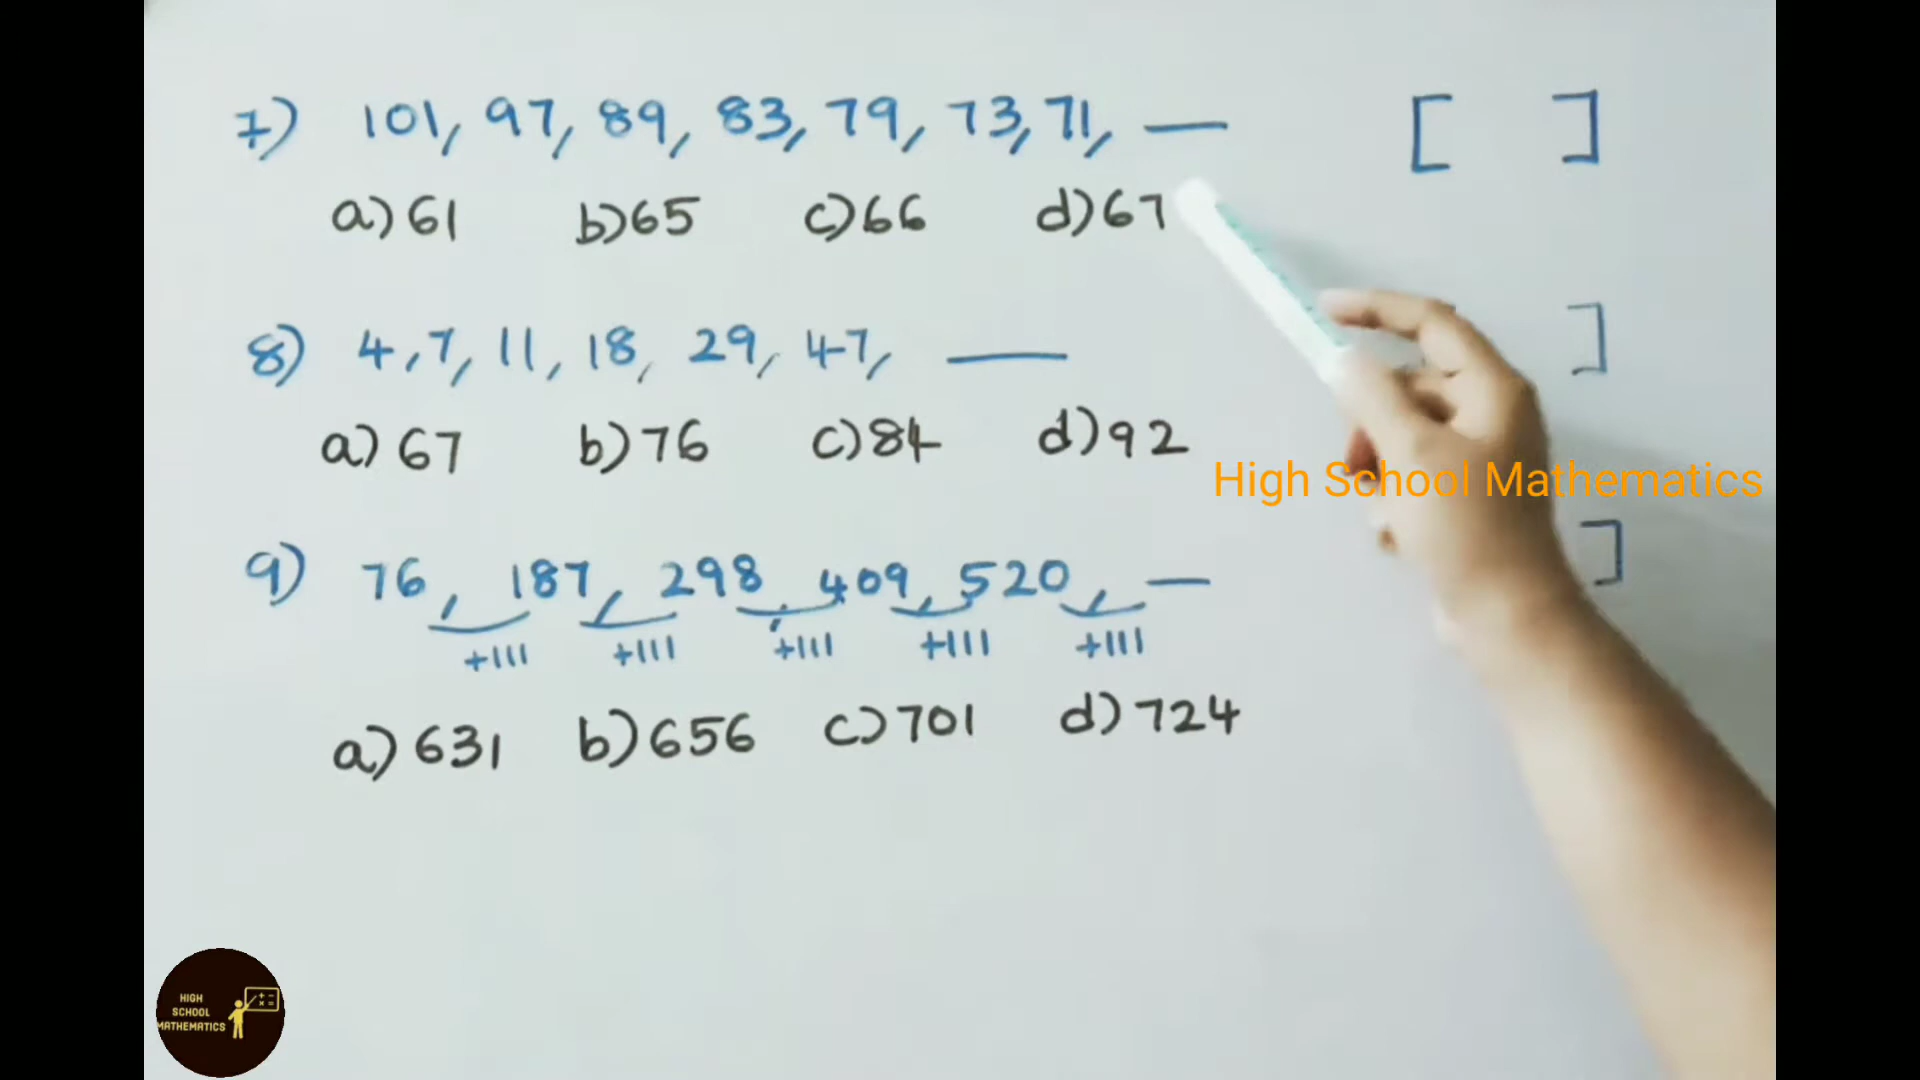 7) 101, 97, 89, 83, 79, 73, 71, — [ ]
a) 61 b) 65 c) 66 d) 67
8) 4, 7, 11, 18, 29, 47, — ]
a) 67 b) 76 c) 84 d) 92
High School Mathematics
9) 76, 187, 298, 409, 520, — ]
+111 +111 +111 +111 +111
a) 631 b) 656 c) 701 d) 724
HIGH
SCHOOL
MATHEMATICS